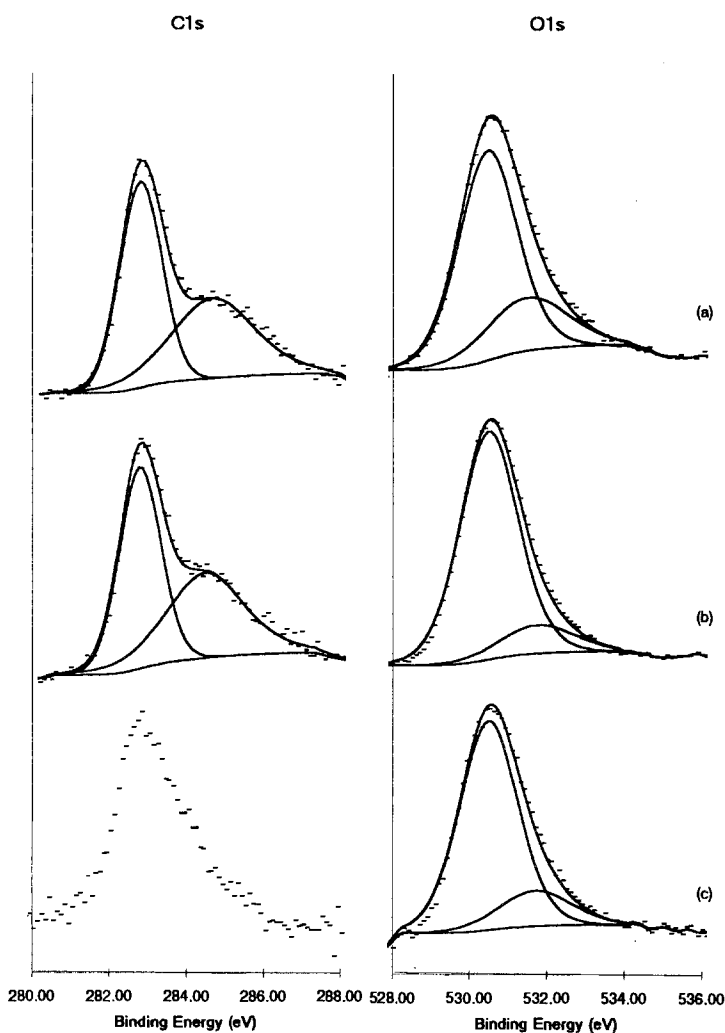 C1s
O1s
(a)
(b)
(c)
280.00 282.00 284.00 286.00 288.00
528.00 530.00 532.00 534.00 536.00
Binding Energy (eV)
Binding Energy (eV)